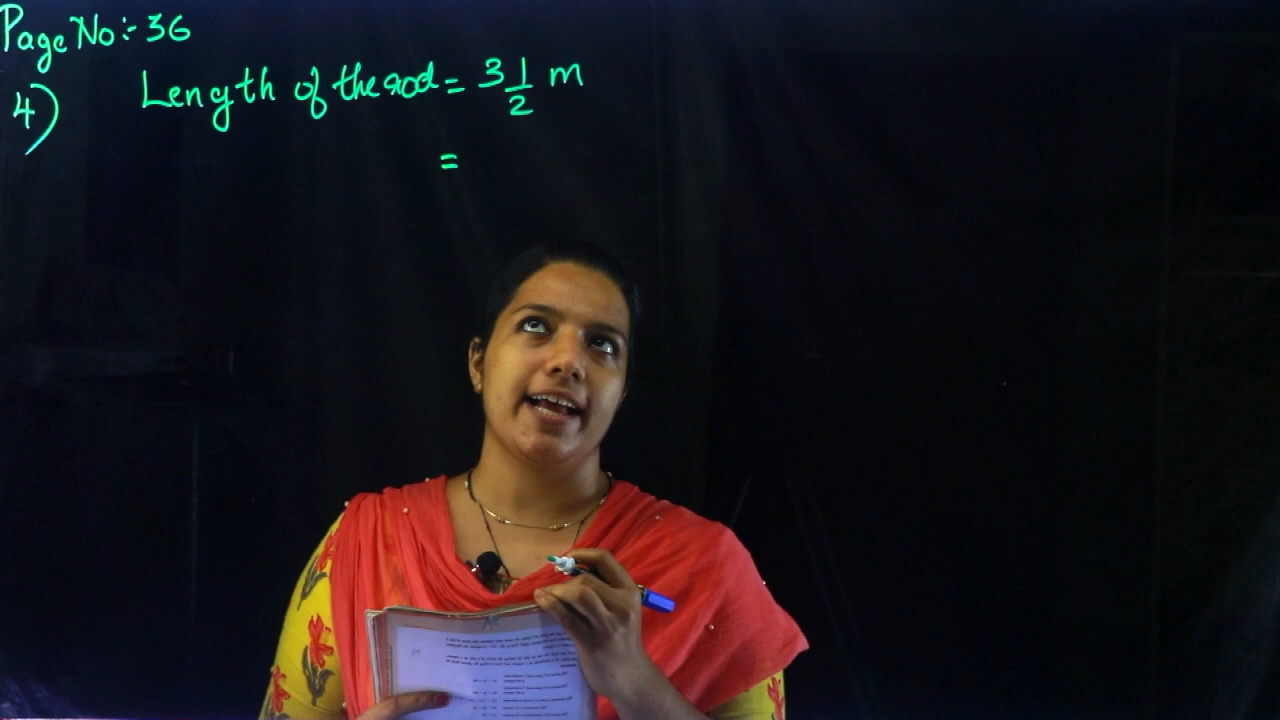 Page No:- 36
4) Length of the rod = 3 1/2 m
=